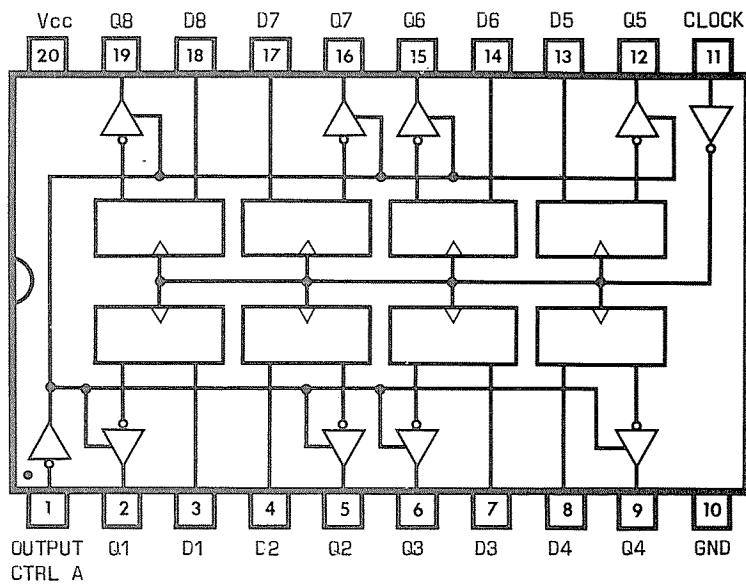 Vcc Q8 D8 D7 Q7 Q6 D6 D5 Q5 CLOCK
20 19 18 17 16 15 14 13 12 11
1 2 3 4 5 6 7 8 9 10
OUTPUT Q1 D1 D2 Q2 Q3 D3 D4 Q4 GND
CTRL A